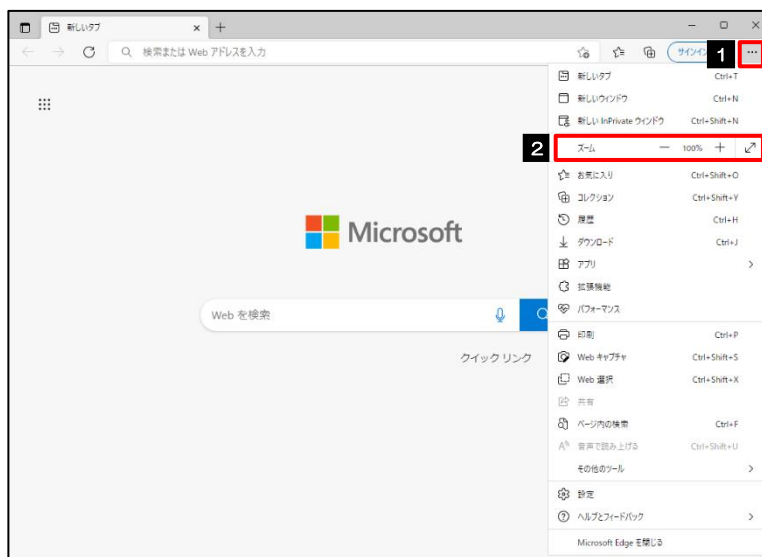 新しいタブ
検索または Web アドレスを入力
1
新しいタブ Ctrl+T
新しいウィンドウ Ctrl+N
新しい InPrivate ウィンドウ Ctrl+Shift+N
2
ズーム 100%
お気に入り Ctrl+Shift+O
コレクション Ctrl+Shift+Y
履歴 Ctrl+H
ダウンロード Ctrl+J
アプリ
拡張機能
パフォーマンス
Microsoft
Web を検索
クイック リンク
印刷 Ctrl+P
Web キャプチャ Ctrl+Shift+S
Web 選択 Ctrl+Shift+X
共有
ページ内の検索 Ctrl+F
音声で読み上げる Ctrl+Shift+U
その他のツール
設定
ヘルプとフィードバック
Microsoft Edge を閉じる